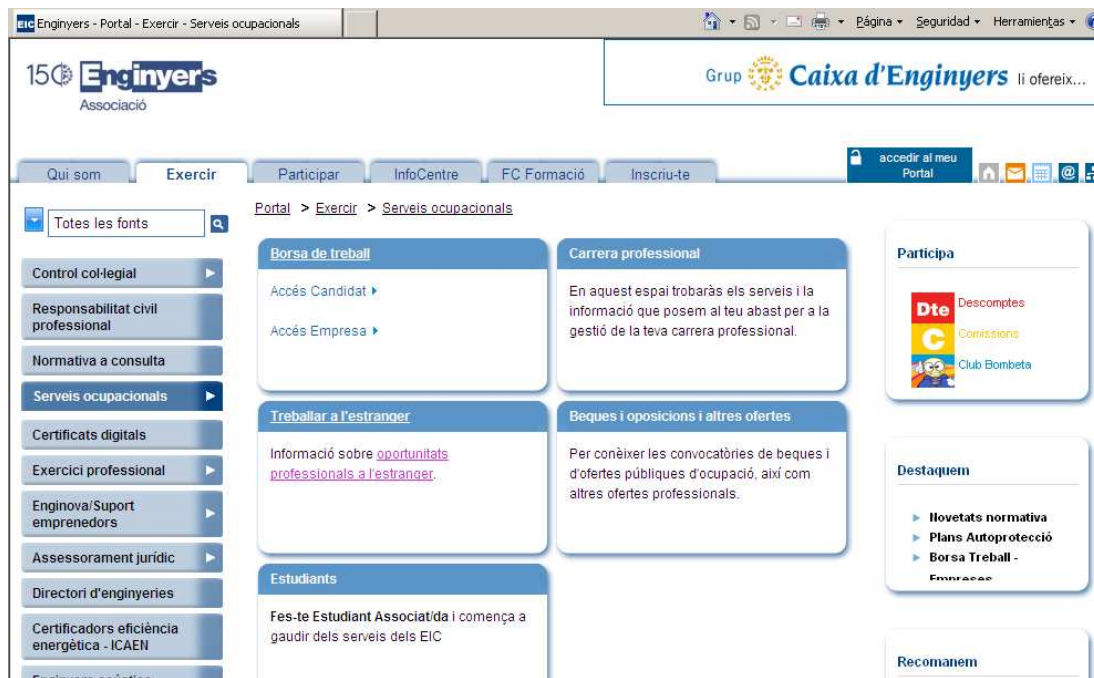 EIC Enginyers - Portal - Exercir - Serveis ocupacionals
Página Seguridad Herramientas
150 Enginyers
Associació
Grup Caixa d'Enginyers li ofereix...
Qui som Exercir Participar InfoCentre FC Formació Inscriu-te
accedir al meu
Portal
Portal > Exercir > Serveis ocupacionals
Totes les fonts
Control col·legial
Responsabilitat civil
professional
Normativa a consulta
Serveis ocupacionals
Certificats digitals
Exercici professional
Enginova/Suport
emprenedors
Assessorament jurídic
Directori d'enginyeries
Certificadors eficiència
energètica - ICAEN
Borsa de treball
Accés Candidat
Accés Empresa
Carrera professional
En aquest espai trobaràs els serveis i la
informació que posem al teu abast per a la
gestió de la teva carrera professional.
Treballar a l'estranger
Informació sobre oportunitats
professionals a l'estranger.
Beques i oposicions i altres ofertes
Per conèixer les convocatòries de beques i
d'ofertes públiques d'ocupació, així com
altres ofertes professionals.
Estudiants
Fes-te Estudiant Associat/da i comença a
gaudir dels serveis dels EIC
Participa
Dte Descomptes
C Comissions
Club Bombeta
Destaquem
Novetats normativa
Plans Autoprotecció
Borsa Treball -
Empreses
Recomanem